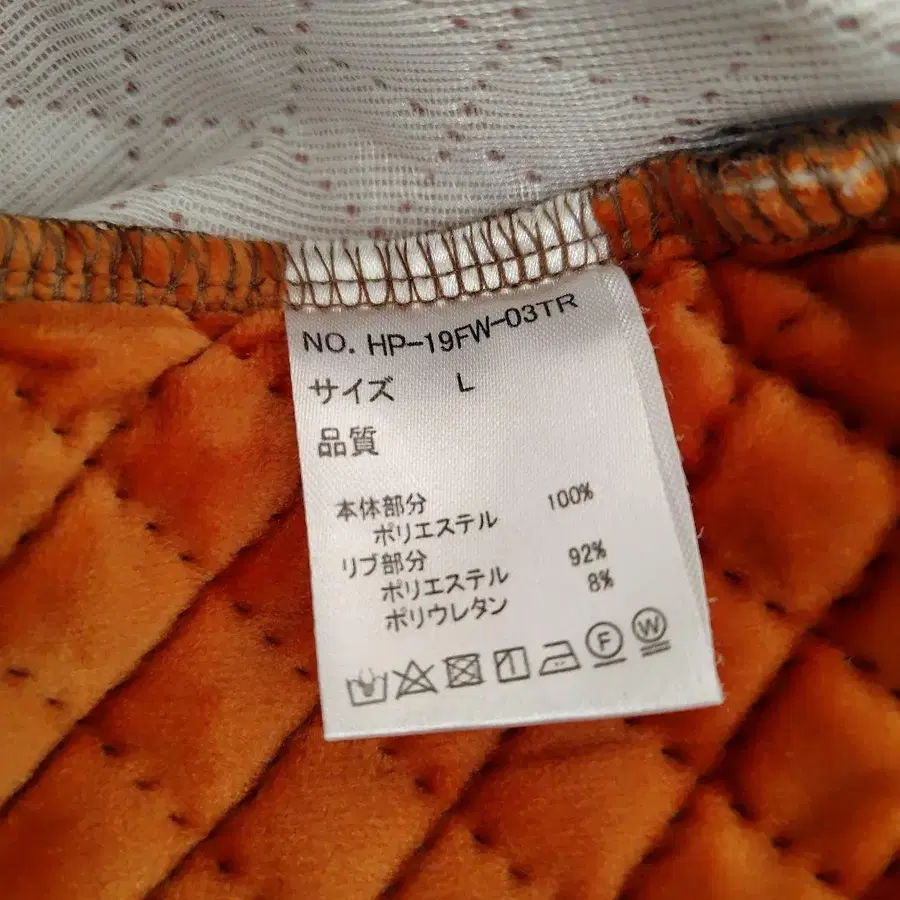 NO. HP-19FW-03TR
サイズ L
品質
本体部分
ポリエステル 100%
リブ部分
ポリエステル 92%
ポリウレタン 8%
F W